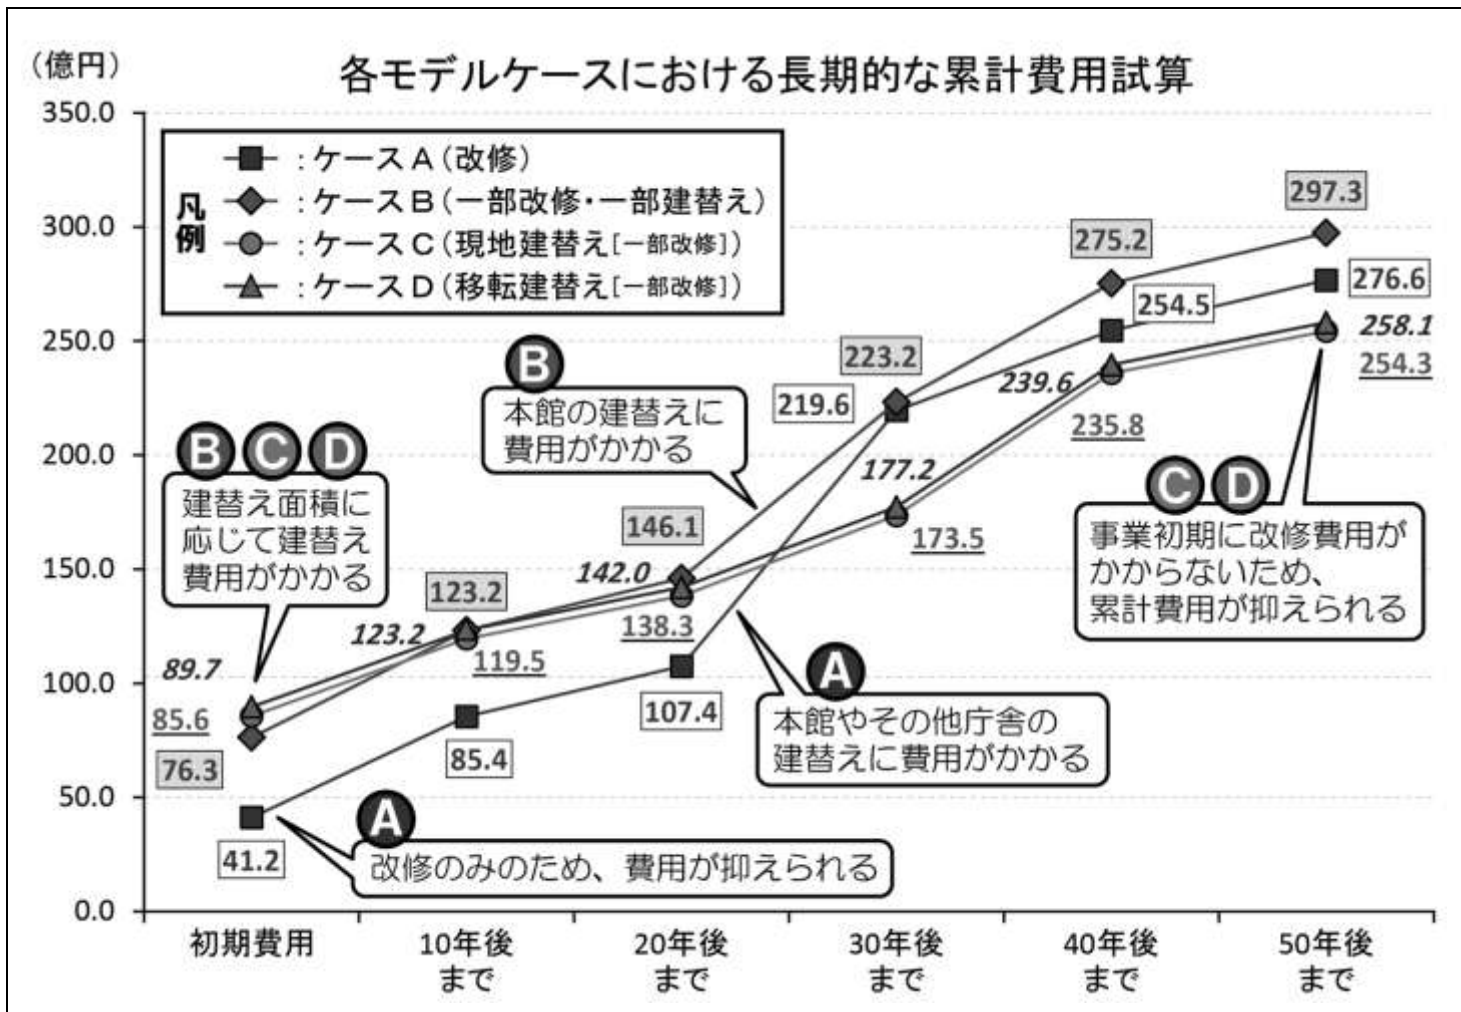 (億円)
各モデルケースにおける長期的な累計費用試算
350.0
300.0
250.0
200.0
150.0
100.0
50.0
0.0
凡例
:ケースA(改修)
:ケースB(一部改修・一部建替え)
:ケースC(現地建替え[一部改修])
:ケースD(移転建替え[一部改修])
B C D
建替え面積に
応じて建替え
費用がかかる
B
本館の建替えに
費用がかかる
A
改修のみのため、費用が抑えられる
A
本館やその他庁舎の
建替えに費用がかかる
C D
事業初期に改修費用が
かからないため、
累計費用が抑えられる
89.7
85.6
76.3
41.2
123.2
123.2
119.5
85.4
146.1
142.0
138.3
107.4
223.2
219.6
177.2
173.5
275.2
254.5
239.6
235.8
297.3
276.6
258.1
254.3
初期費用
10年後
まで
20年後
まで
30年後
まで
40年後
まで
50年後
まで